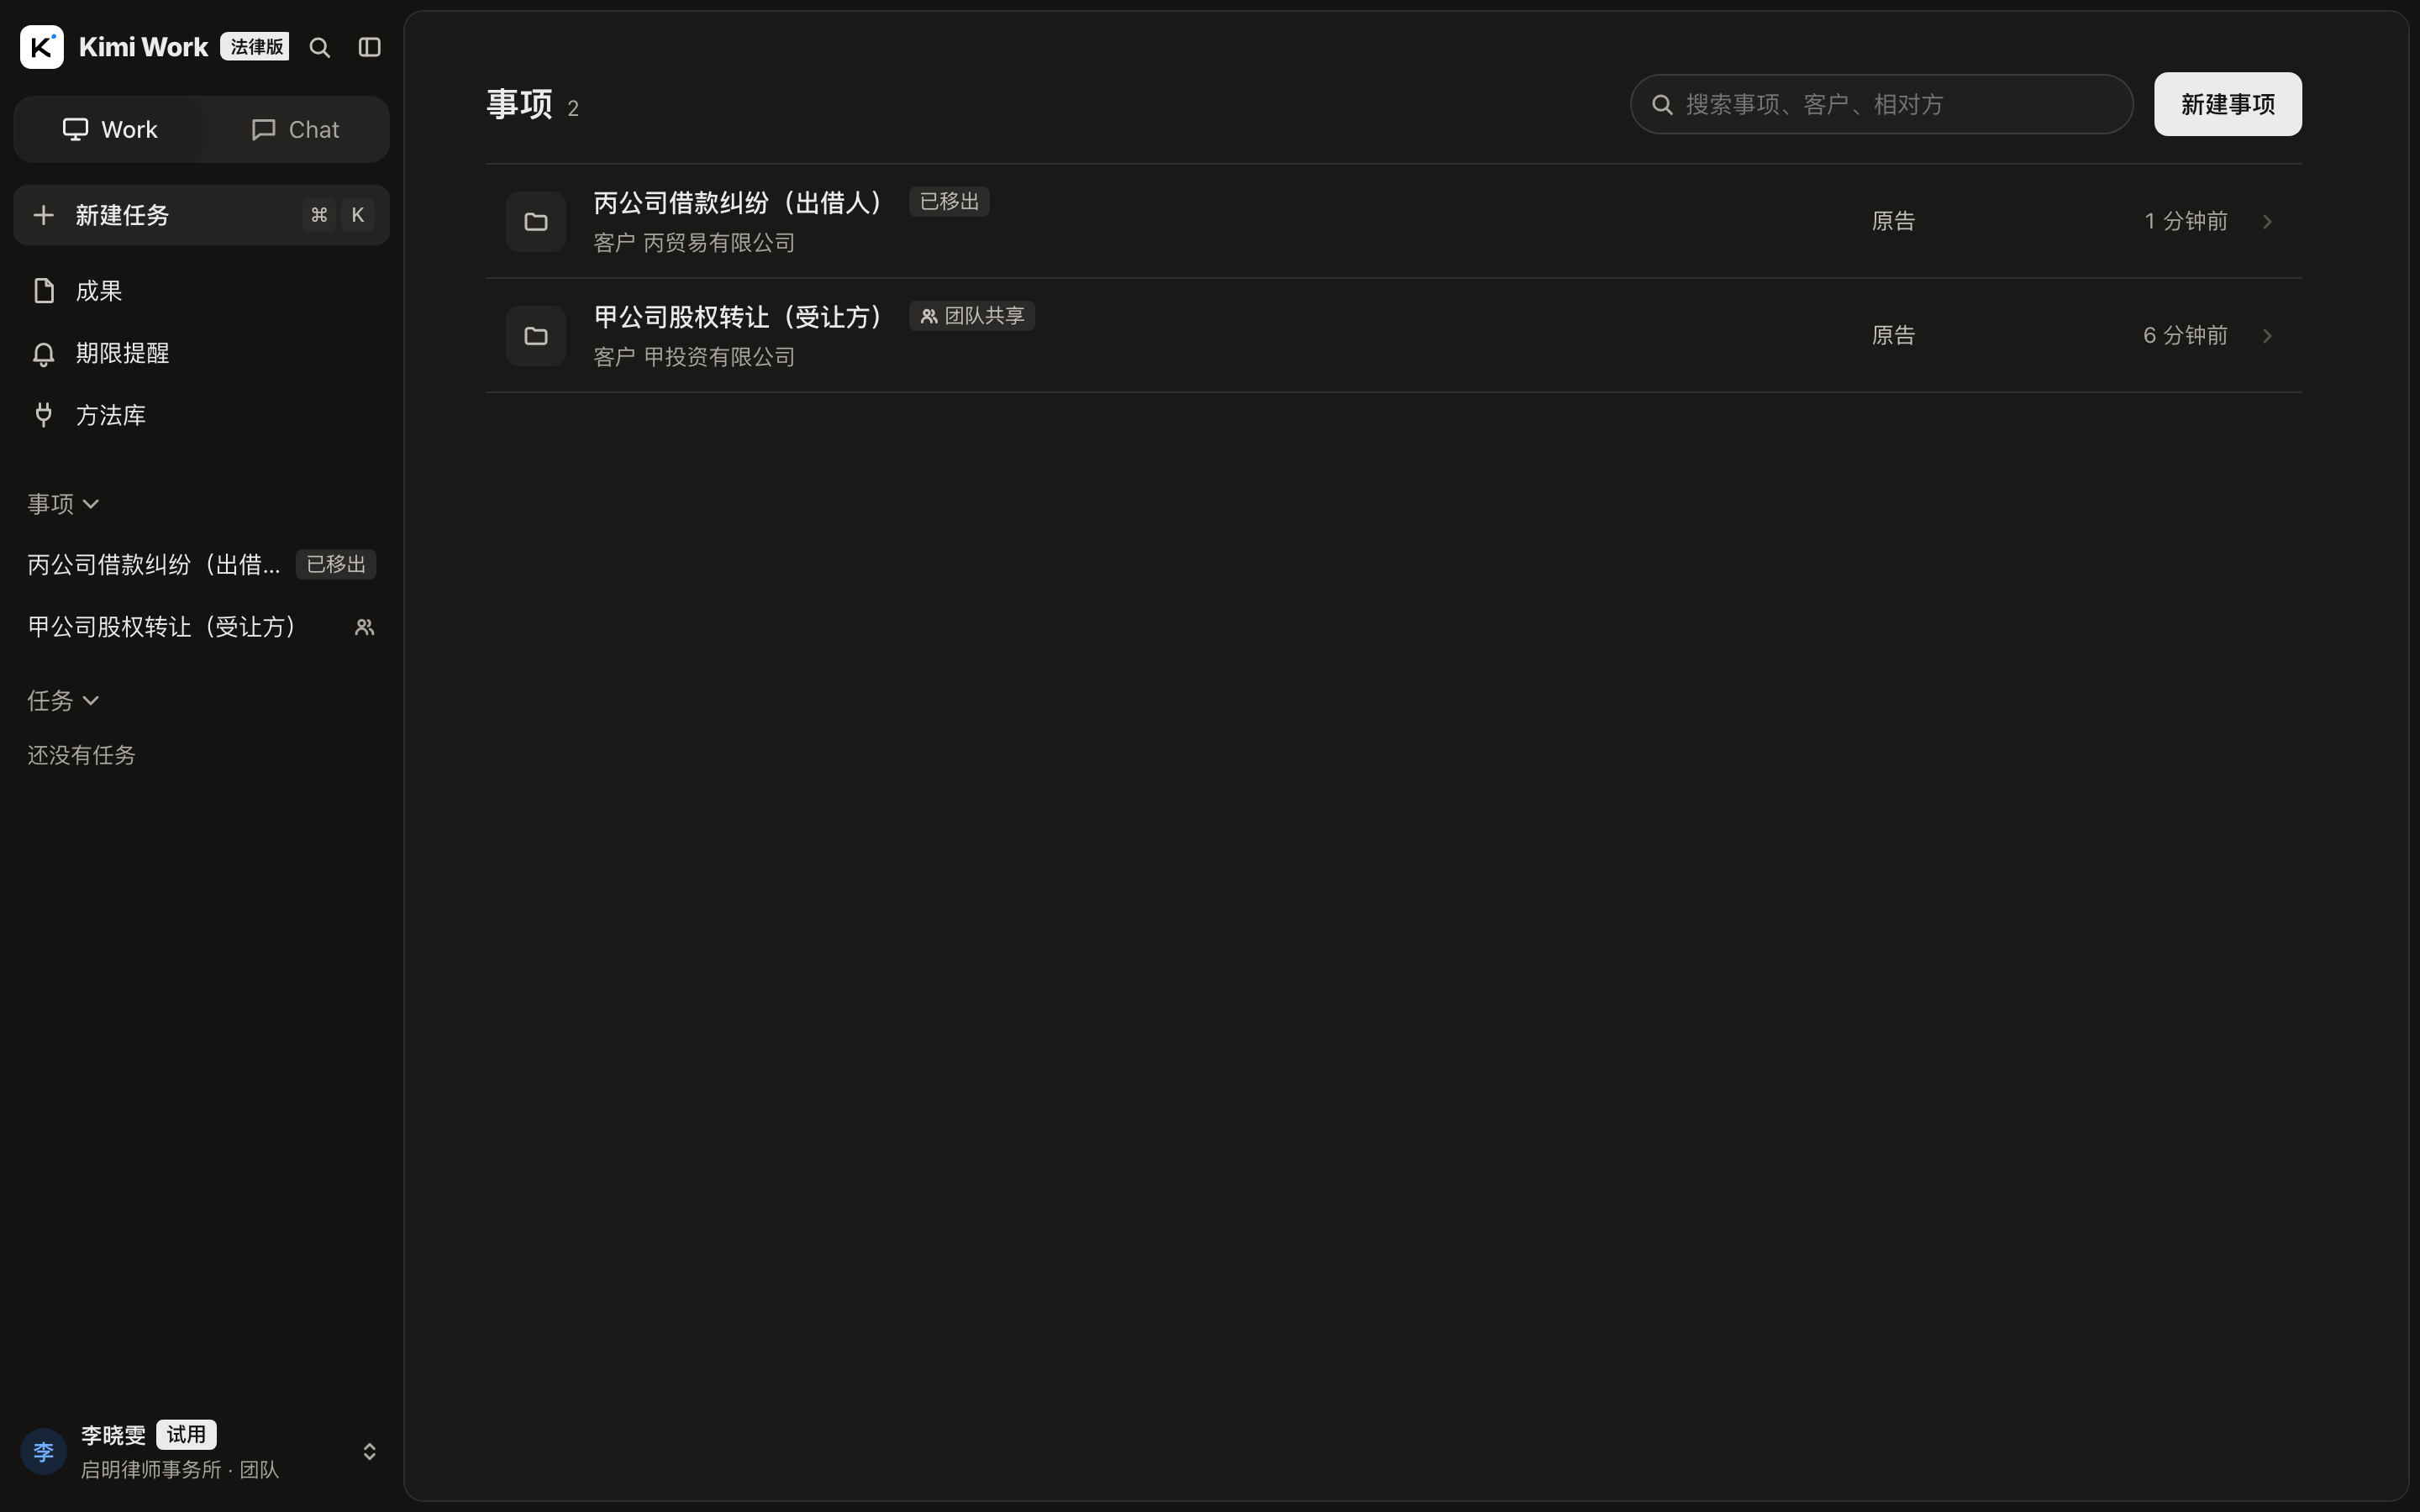 Kimi Work 法律版
Work
Chat
新建任务 ⌘ K
成果
期限提醒
方法库
事项
丙公司借款纠纷（出借... 已移出
甲公司股权转让（受让方）
任务
还没有任务
李 李晓雯 试用
启明律师事务所 · 团队
事项 2
搜索事项、客户、相对方
新建事项
丙公司借款纠纷（出借人） 已移出
客户 丙贸易有限公司
原告
1 分钟前
甲公司股权转让（受让方） 团队共享
客户 甲投资有限公司
原告
6 分钟前